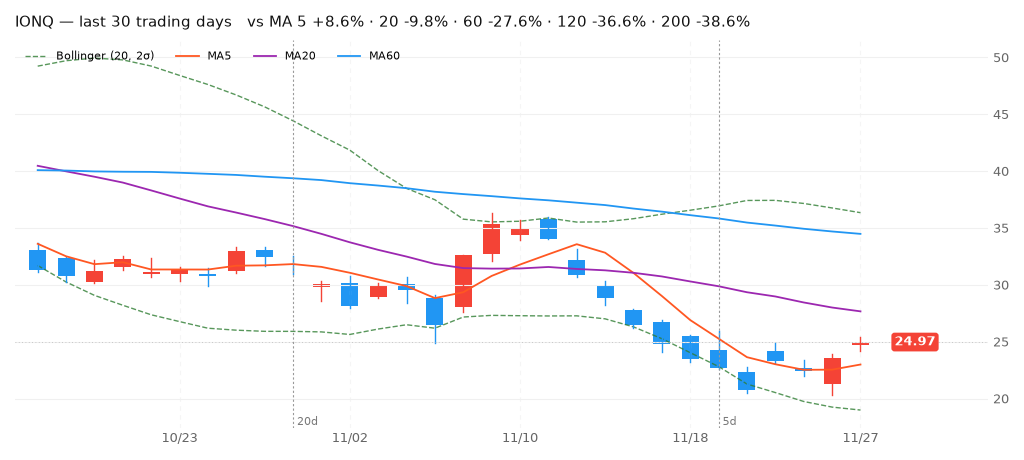 IONQ — last 30 trading days   vs MA 5 +8.6% · 20 -9.8% · 60 -27.6% · 120 -36.6% · 200 -38.6%
Bollinger (20, 2σ)   MA5   MA20   MA60
50
45
40
35
30
25
20
24.97
20d
5d
10/23   11/02   11/10   11/18   11/27